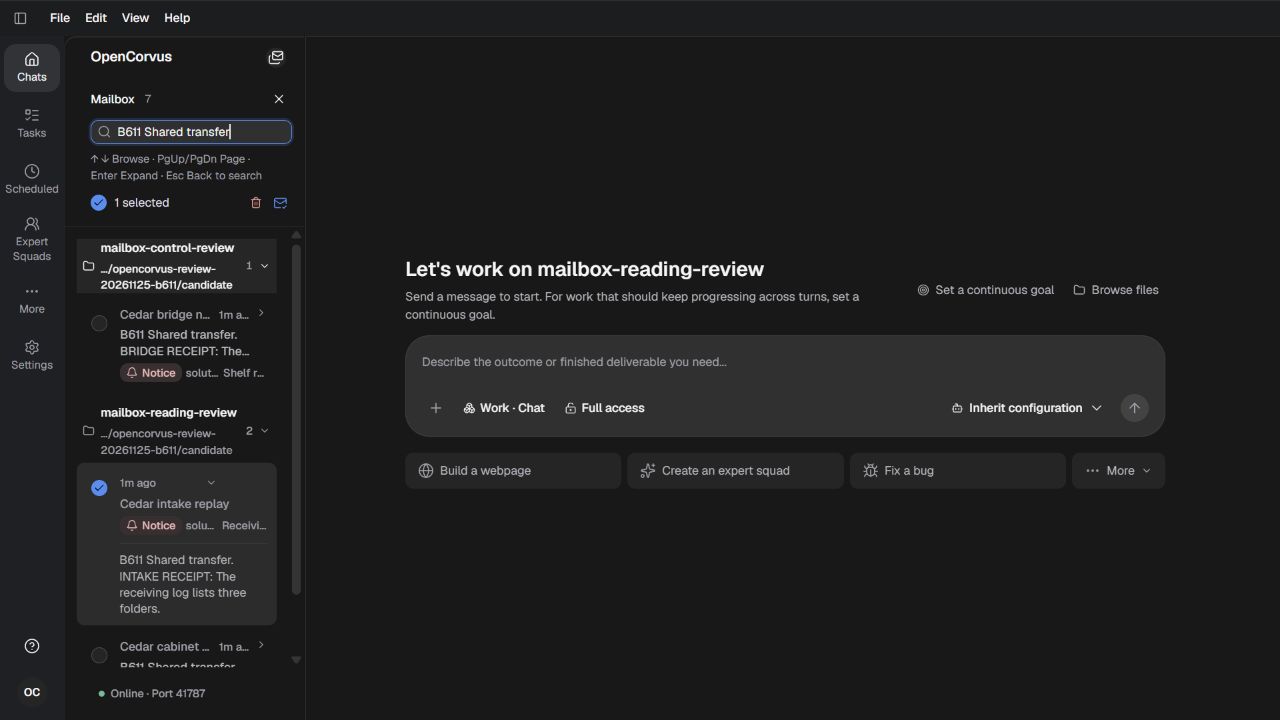 File Edit View Help
OpenCorvus
Mailbox 7
B611 Shared transfer
↑↓ Browse · PgUp/PgDn Page ·
Enter Expand · Esc Back to search
1 selected
mailbox-control-review
.../opencorvus-review-
20261125-b611/candidate
1
Cedar bridge n... 1m a...
B611 Shared transfer.
BRIDGE RECEIPT: The...
Notice solut... Shelf r...
mailbox-reading-review
.../opencorvus-review-
20261125-b611/candidate
2
1m ago
Cedar intake replay
Notice solu... Receivi...
B611 Shared transfer.
INTAKE RECEIPT: The
receiving log lists three
folders.
Cedar cabinet ... 1m a...
B611 Shared transfer
Online · Port 41787
Chats
Tasks
Scheduled
Expert
Squads
More
Settings
OC
Let's work on mailbox-reading-review
Send a message to start. For work that should keep progressing across turns, set a
continuous goal.
Set a continuous goal
Browse files
Describe the outcome or finished deliverable you need...
Work · Chat
Full access
Inherit configuration
Build a webpage
Create an expert squad
Fix a bug
More